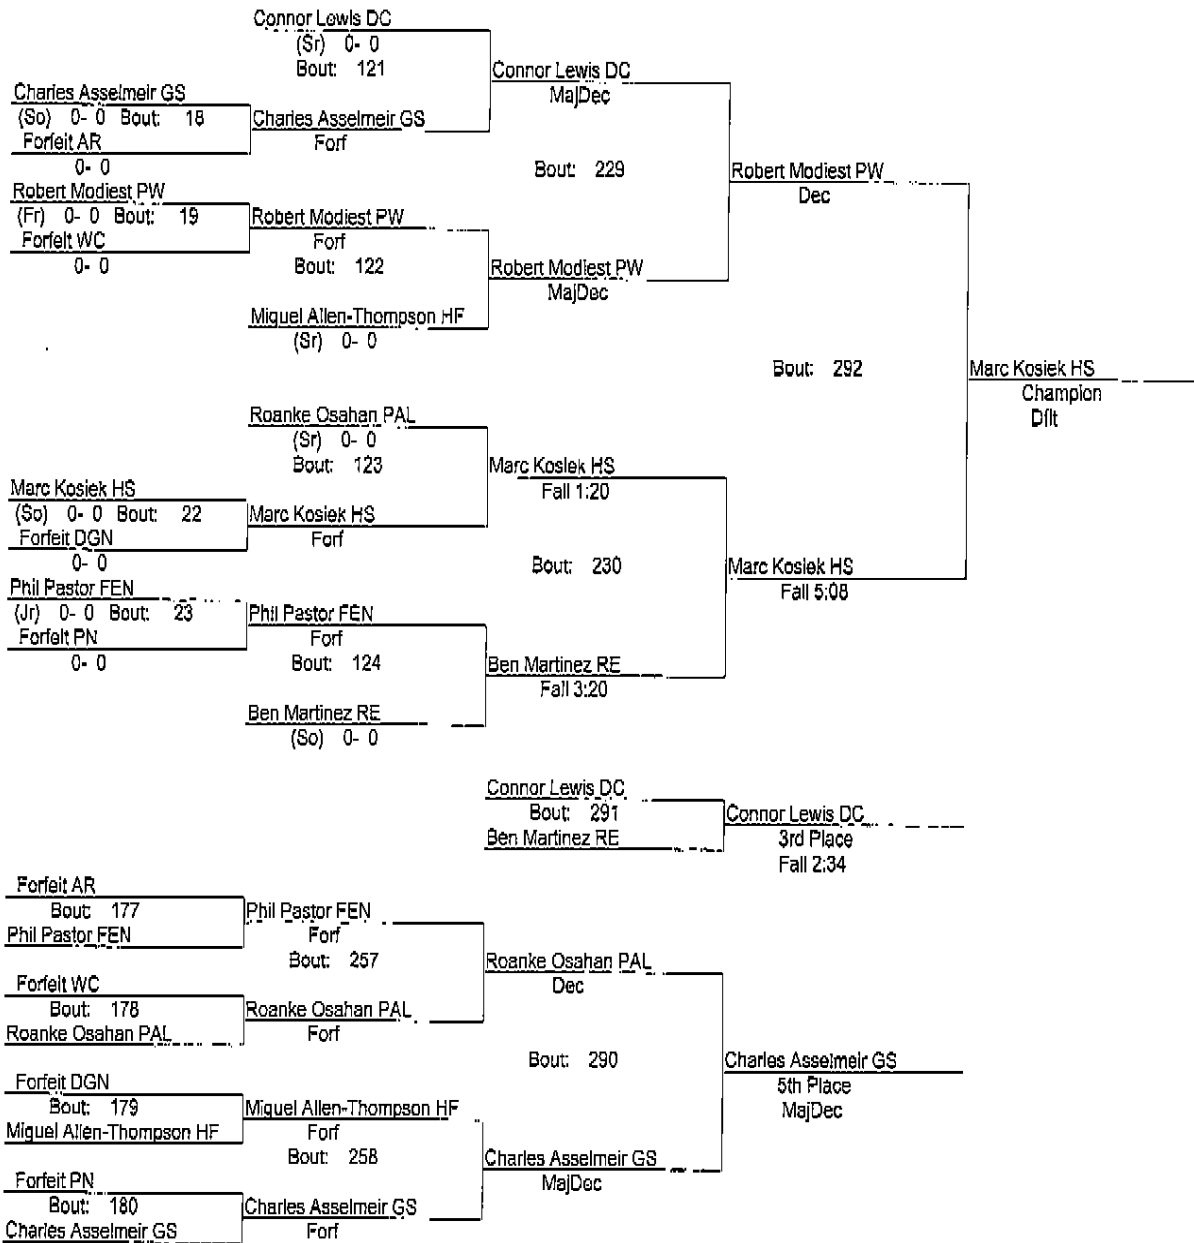 Connor Lewis DC
(Sr) 0- 0
Bout: 121
Connor Lewis DC
MajDec
Charles Asselmeir GS
(So) 0- 0 Bout: 18
Charles Asselmeir GS
Forf
Forfeit AR
0- 0
Bout: 229
Robert Modiest PW
Dec
Robert Modiest PW
(Fr) 0- 0 Bout: 19
Robert Modiest PW
Forf
Forfeit WC
0- 0
Bout: 122
Robert Modiest PW
MajDec
Miguel Allen-Thompson HF
(Sr) 0- 0
Bout: 292
Marc Kosiek HS
Champion
Dflt
Roanke Osahan PAL
(Sr) 0- 0
Bout: 123
Marc Kosiek HS
Fall 1:20
Marc Kosiek HS
(So) 0- 0 Bout: 22
Marc Kosiek HS
Forf
Forfeit DGN
0- 0
Bout: 230
Marc Kosiek HS
Fall 5:08
Phil Pastor FEN
(Jr) 0- 0 Bout: 23
Phil Pastor FEN
Forf
Forfeit PN
0- 0
Bout: 124
Ben Martinez RE
Fall 3:20
Ben Martinez RE
(So) 0- 0
Connor Lewis DC
Bout: 291
Connor Lewis DC
Ben Martinez RE
3rd Place
Fall 2:34
Forfeit AR
Bout: 177
Phil Pastor FEN
Phil Pastor FEN
Forf
Bout: 257
Roanke Osahan PAL
Dec
Forfeit WC
Bout: 178
Roanke Osahan PAL
Roanke Osahan PAL
Forf
Bout: 290
Charles Asselmeir GS
5th Place
MajDec
Forfeit DGN
Bout: 179
Miguel Allen-Thompson HF
Miguel Allen-Thompson HF
Forf
Bout: 258
Charles Asselmeir GS
MajDec
Forfeit PN
Bout: 180
Charles Asselmeir GS
Charles Asselmeir GS
Forf